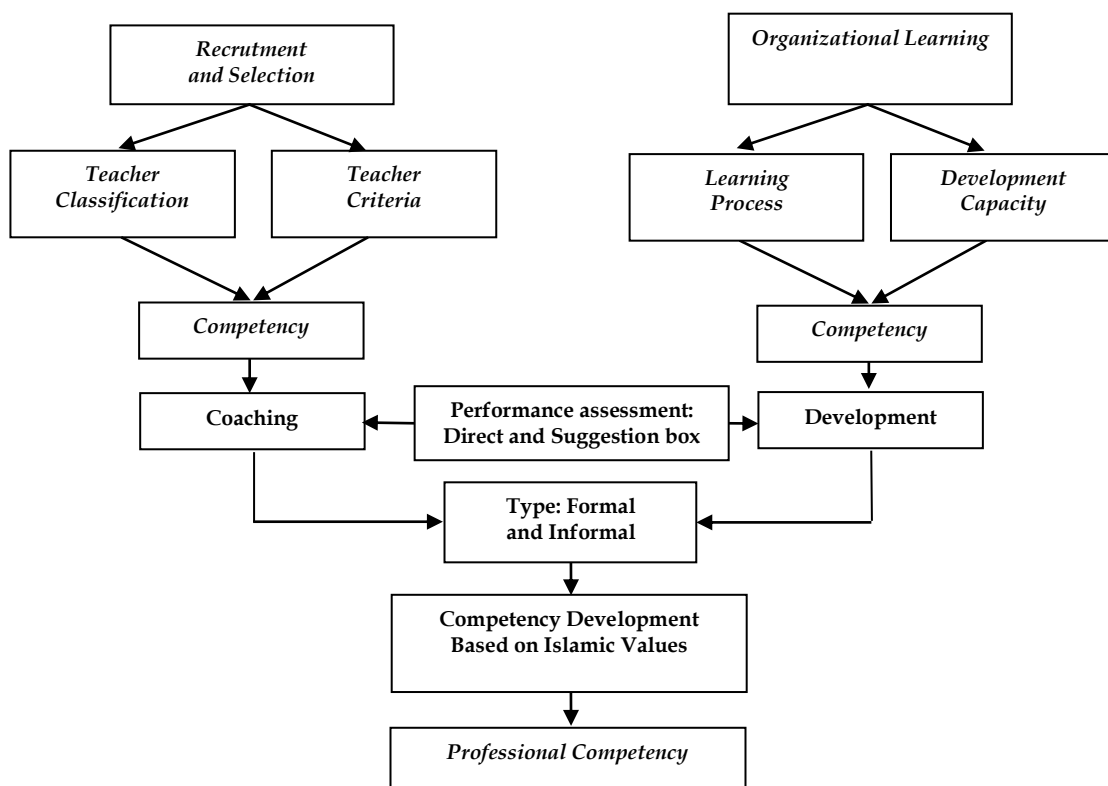 Recrutment
and Selection
Organizational Learning
Teacher
Classification
Teacher
Criteria
Learning
Process
Development
Capacity
Competency
Competency
Coaching
Performance assessment:
Direct and Suggestion box
Development
Type: Formal
and Informal
Competency Development
Based on Islamic Values
Professional Competency